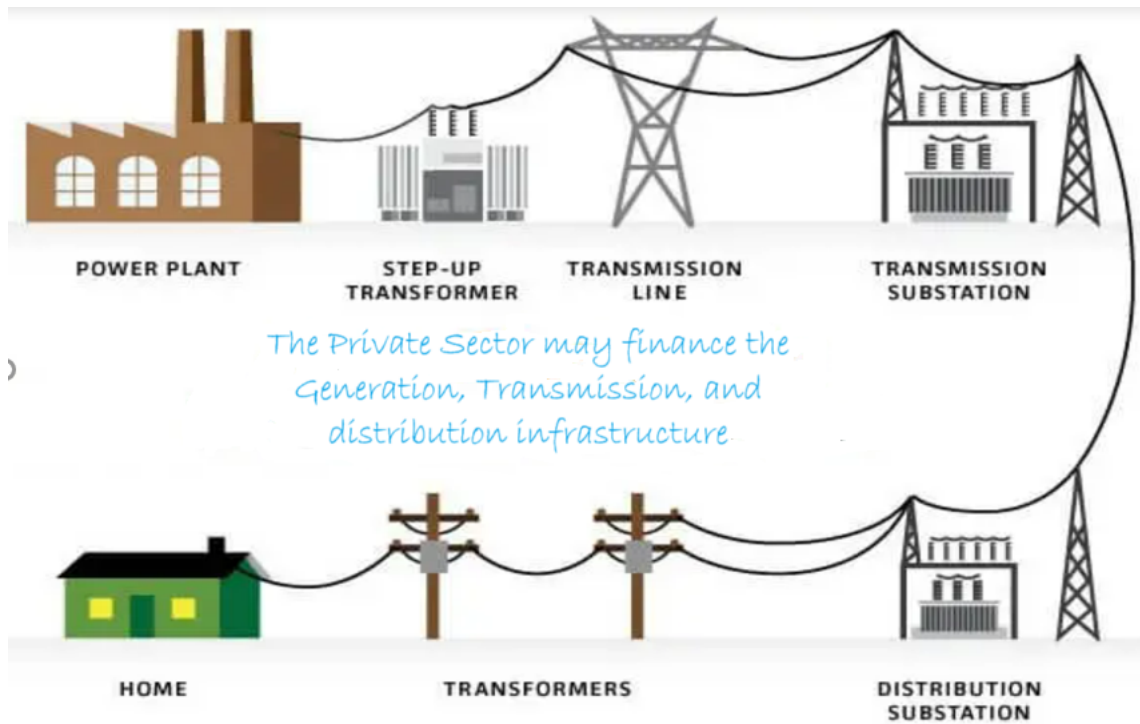 POWER PLANT
STEP-UP
TRANSFORMER
TRANSMISSION
LINE
TRANSMISSION
SUBSTATION
The Private Sector may finance the
Generation, Transmission, and
distribution infrastructure
HOME
TRANSFORMERS
DISTRIBUTION
SUBSTATION